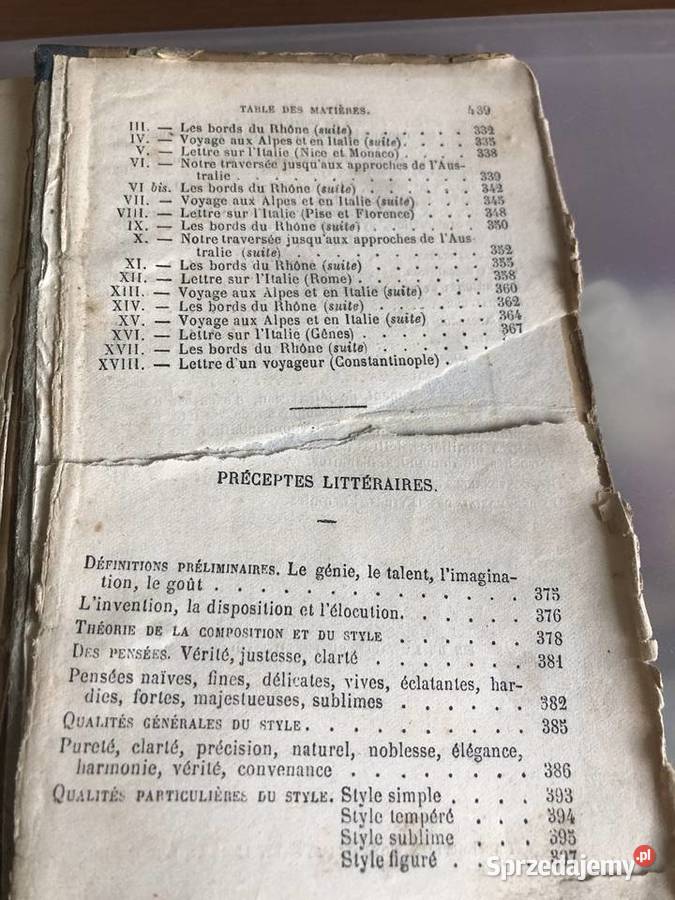 TABLE DES MATIÈRES. 439
III. — Les bords du Rhône (suite) . . . . . . 332
IV. — Voyage aux Alpes et en Italie (suite) . . . . 335
V. — Lettre sur l'Italie (Nice et Monaco) . . . . 338
VI. — Notre traversée jusqu'aux approches de l'Aus-
tralie . . . . . . . . . . . . . 339
VI bis. Les bords du Rhône (suite) . . . . . . 342
VII. — Voyage aux Alpes et en Italie (suite) . . . . 345
VIII. — Lettre sur l'Italie (Pise et Florence) . . . . 348
IX. — Les bords du Rhône (suite) . . . . . . 350
X. — Notre traversée jusqu'aux approches de l'Aus
tralie (suite) . . . . . . . . . . 352
XI. — Les bords du Rhône (suite) . . . . . . 355
XII. — Lettre sur l'Italie (Rome) . . . . . . 358
XIII. — Voyage aux Alpes et en Italie (suite) . . . 360
XIV. — Les bords du Rhône (suite) . . . . . . 362
XV. — Voyage aux Alpes et en Italie (suite) . . . 364
XVI. — Lettre sur l'Italie (Gênes) . . . . . . 367
XVII. — Les bords du Rhône (suite) . . . .
XVIII. — Lettre d'un voyageur (Constantinople) .
PRÉCEPTES LITTÉRAIRES.
DÉFINITIONS PRÉLIMINAIRES. Le génie, le talent, l'imagina-
tion, le goût . . . . . . . . . . . . . 375
L'invention, la disposition et l'élocution. . . . . . 376
THÉORIE DE LA COMPOSITION ET DU STYLE . . . . . . 378
DES PENSÉES. Vérité, justesse, clarté . . . . . . . 381
Pensées naïves, fines, délicates, vives, éclatantes, har-
dies, fortes, majestueuses, sublimes . . . . . . 382
QUALITÉS GÉNÉRALES DU STYLE. . . . . . . . . . 385
Pureté, clarté, précision, naturel, noblesse, élégance,
harmonie, vérité, convenance . . . . . . . . 386
QUALITÉS PARTICULIÈRES DU STYLE. Style simple . . . . 393
Style tempéré . . . 394
Style sublime . . . 395
Style figuré . . . . 397
Sprzedajemy.pl